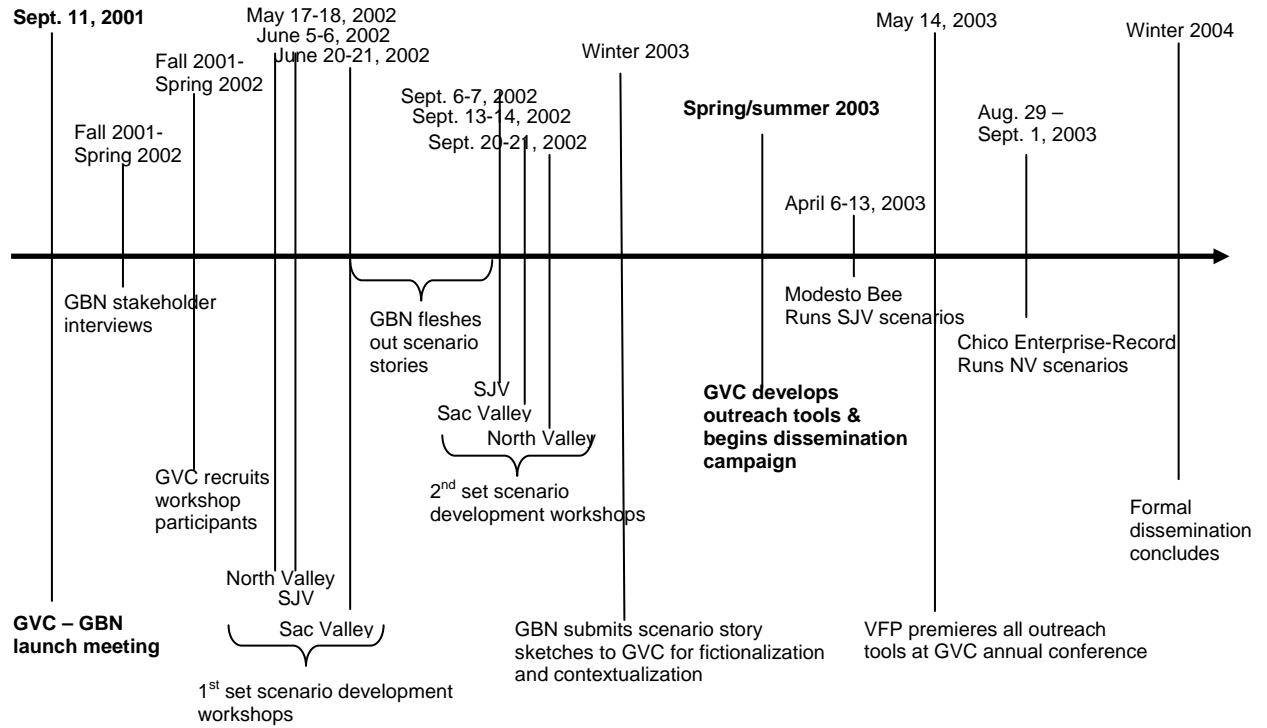 Sept. 11, 2001
May 17-18, 2002
June 5-6, 2002
June 20-21, 2002
Fall 2001-
Spring 2002
Fall 2001-
Spring 2002
Sept. 6-7, 2002
Sept. 13-14, 2002
Sept. 20-21, 2002
Winter 2003
Spring/summer 2003
April 6-13, 2003
May 14, 2003
Aug. 29 –
Sept. 1, 2003
Winter 2004
GBN stakeholder
interviews
GBN fleshes
out scenario
stories
Modesto Bee
Runs SJV scenarios
Chico Enterprise-Record
Runs NV scenarios
SJV
Sac Valley
North Valley
GVC develops
outreach tools &
begins dissemination
campaign
GVC recruits
workshop
participants
2nd set scenario
development workshops
Formal
dissemination
concludes
North Valley
SJV
Sac Valley
GVC – GBN
launch meeting
GBN submits scenario story
sketches to GVC for fictionalization
and contextualization
VFP premieres all outreach
tools at GVC annual conference
1st set scenario development
workshops